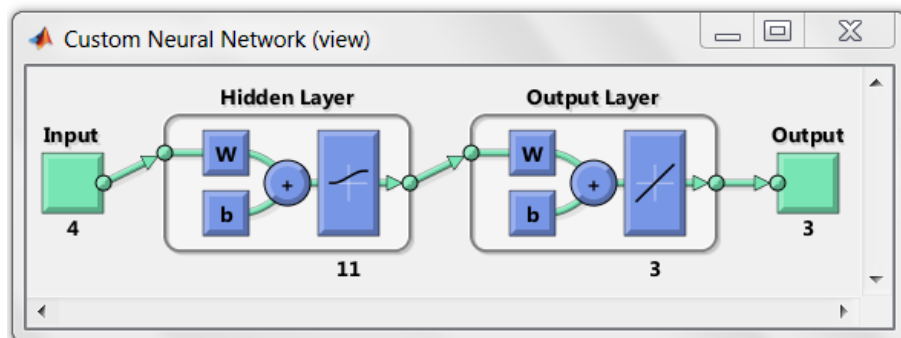 Custom Neural Network (view)
Hidden Layer
Output Layer
Input
Output
W
b
+
W
b
+
4
11
3
3